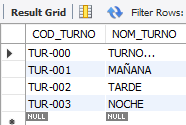 Result Grid Filter Rows:
COD_TURNO NOM_TURNO
TUR-000 TURNO...
TUR-001 MAÑANA
TUR-002 TARDE
TUR-003 NOCHE
NULL NULL